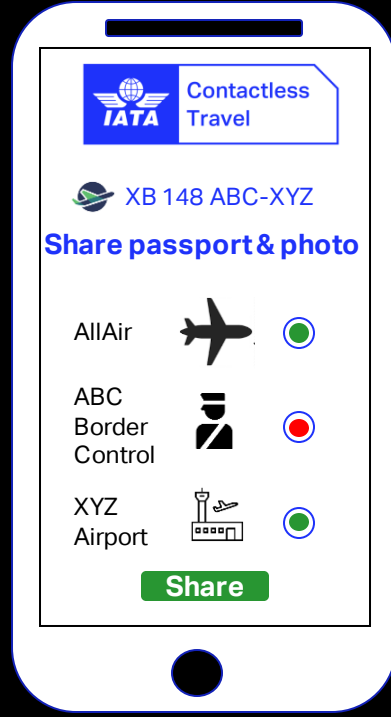 IATA
Contactless
Travel
XB 148 ABC-XYZ
Share passport & photo
AllAir
ABC
Border
Control
XYZ
Airport
Share